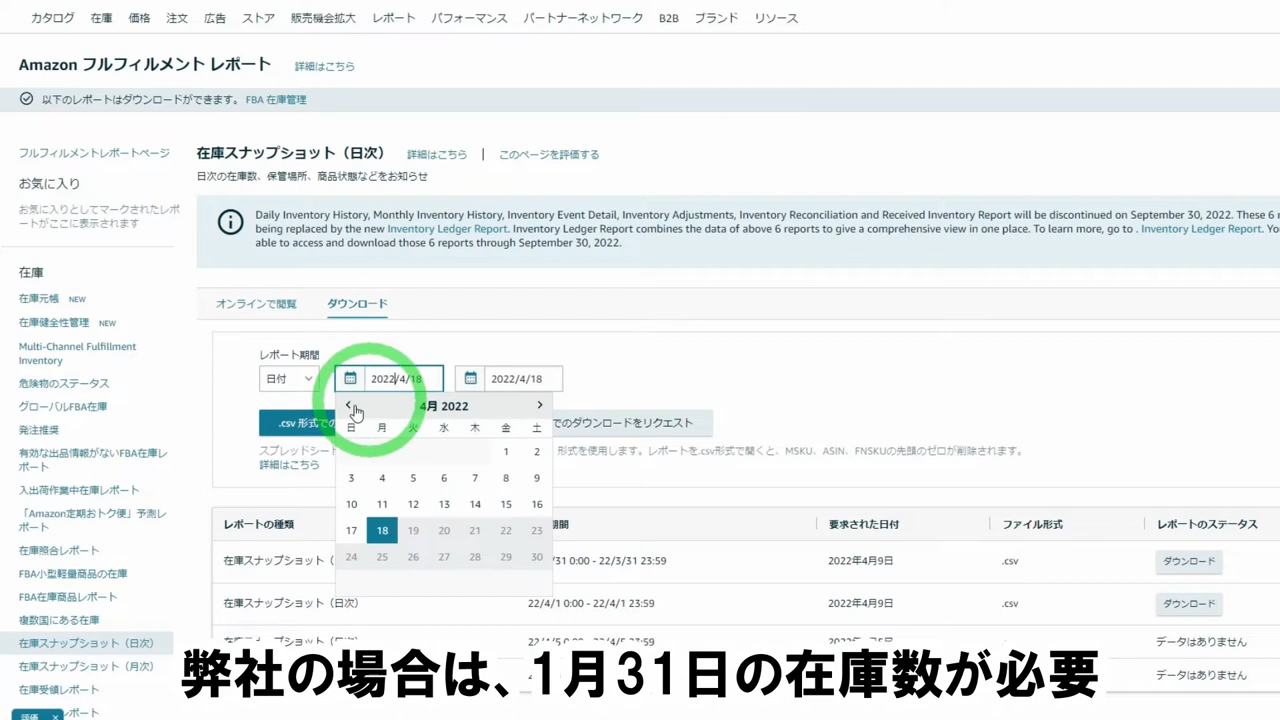 カタログ 在庫 価格 注文 広告 ストア 販売機会拡大 レポート パフォーマンス パートナーネットワーク B2B ブランド リソース
Amazon フルフィルメント レポート 詳細はこちら
以下のレポートはダウンロードができます。 FBA 在庫管理
フルフィルメントレポートページ
お気に入り
お気に入りとしてマークされたレポ
ートがここに表示されます
在庫
在庫元帳 NEW
在庫健全性管理 NEW
Multi-Channel Fulfillment
Inventory
危険物のステータス
グローバルFBA在庫
発注推奨
有効な出品情報がないFBA在庫レ
ポート
入出荷作業中在庫レポート
「Amazon定期おトク便」予測レ
ポート
在庫照合レポート
FBA小型軽量商品の在庫
FBA在庫商品レポート
複数国にある在庫
在庫スナップショット（日次）
在庫スナップショット（月次）
在庫受領レポート
ポート
評価 ×
在庫スナップショット（日次） 詳細はこちら | このページを評価する
日次の在庫数、保管場所、商品状態などをお知らせ
Daily Inventory History, Monthly Inventory History, Inventory Event Detail, Inventory Adjustments, Inventory Reconciliation and Received Inventory Report will be discontinued on September 30, 2022. These 6 r
being replaced by the new Inventory Ledger Report. Inventory Ledger Report combines the data of above 6 reports to give a comprehensive view in one place. To learn more, go to . Inventory Ledger Report. Yo
able to access and download those 6 reports through September 30, 2022.
オンラインで閲覧 ダウンロード
レポート期間
日付 2022/4/18 2022/4/18
.csv 形式での でのダウンロードをリクエスト
スプレッドシー 形式を使用します。レポートを.csv形式で開くと、MSKU、ASIN、FNSKUの先頭のゼロが削除されます。
詳細はこちら
4月 2022
日 月 火 水 木 金 土
1 2
3 4 5 6 7 8 9
10 11 12 13 14 15 16
17 18 19 20 21 22 23
24 25 26 27 28 29 30
レポートの種類 期間 要求された日付 ファイル形式 レポートのステータス
在庫スナップショット（ /31 0:00 - 22/3/31 23:59 2022年4月9日 .csv ダウンロード
在庫スナップショット（日次） 22/4/1 0:00 - 22/4/1 23:59 2022年4月9日 .csv ダウンロード
データはありません
データはありません
弊社の場合は、1月31日の在庫数が必要